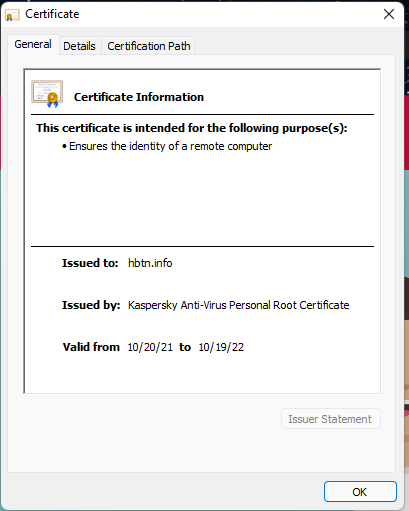 Certificate
General Details Certification Path
Certificate Information
This certificate is intended for the following purpose(s):
• Ensures the identity of a remote computer
Issued to: hbtn.info
Issued by: Kaspersky Anti-Virus Personal Root Certificate
Valid from 10/20/21 to 10/19/22
Issuer Statement
OK